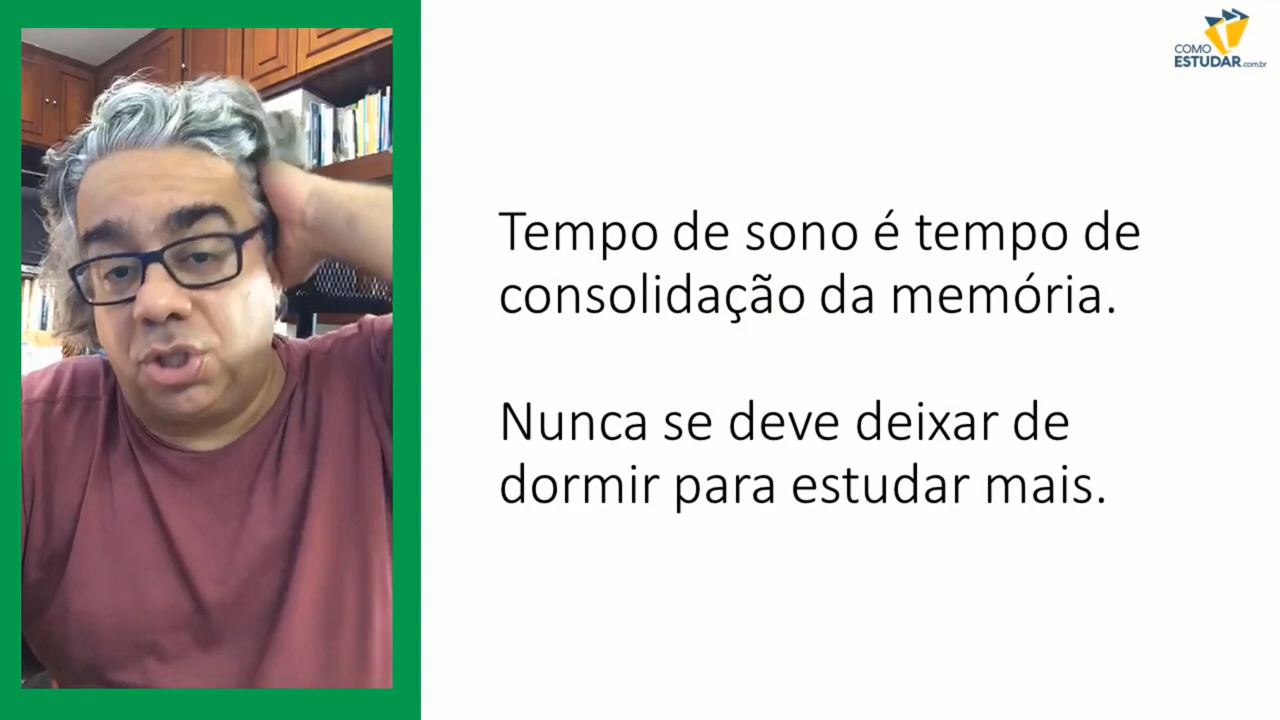 COMO
ESTUDAR.com.br
Tempo de sono é tempo de
consolidação da memória.
Nunca se deve deixar de
dormir para estudar mais.